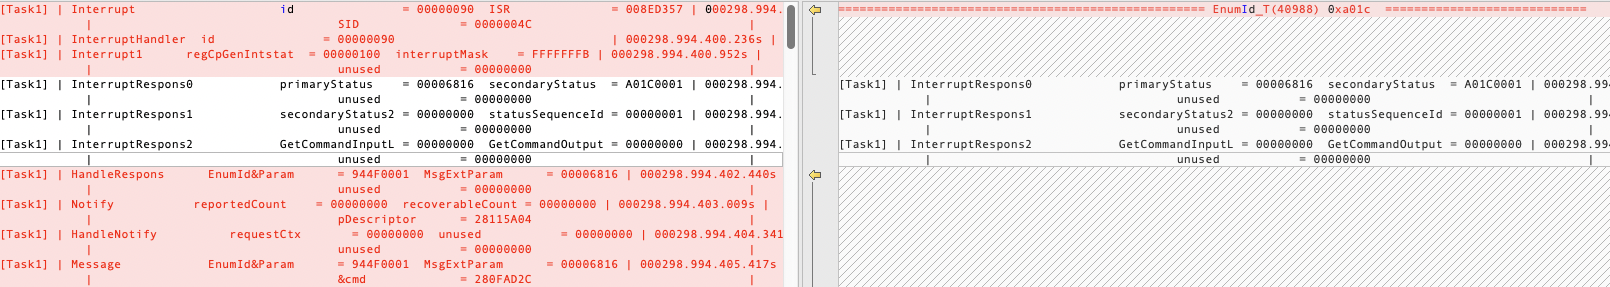 [Task1] | Interrupt id = 00000090 ISR = 008ED357 | 000298.994.
SID = 0000004C |
[Task1] | InterruptHandler id = 00000090 | 000298.994.400.236s |
[Task1] | Interrupt1 regCpGenIntstat = 00000100 interruptMask = FFFFFFFB | 000298.994.400.952s |
| unused = 00000000 |
[Task1] | InterruptRespons0 primaryStatus = 00006816 secondaryStatus = A01C0001 | 000298.994.
| unused = 00000000 |
[Task1] | InterruptRespons1 secondaryStatus2 = 00000000 statusSequenceId = 00000001 | 000298.994.
| unused = 00000000 |
[Task1] | InterruptRespons2 GetCommandInputL = 00000000 GetCommandOutput = 00000000 | 000298.994.
| unused = 00000000 |
[Task1] | HandleRespons EnumId&Param = 944F0001 MsgExtParam = 00006816 | 000298.994.402.440s
| unused = 00000000 |
[Task1] | Notify reportedCount = 00000000 recoverableCount = 00000000 | 000298.994.403.009s |
| pDescriptor = 28115A04 |
[Task1] | HandleNotify requestCtx = 00000000 unused = 00000000 | 000298.994.404.341
| unused = 00000000 |
[Task1] | Message EnumId&Param = 944F0001 MsgExtParam = 00006816 | 000298.994.405.417s
| &cmd = 280FAD2C |
=================================================== EnumId_T(40988) 0xa01c ============================
[Task1] | InterruptRespons0 primaryStatus = 00006816 secondaryStatus = A01C0001 | 000298.99
| unused = 00000000 |
[Task1] | InterruptRespons1 secondaryStatus2 = 00000000 statusSequenceId = 00000001 | 000298.99
| unused = 00000000 |
[Task1] | InterruptRespons2 GetCommandInputL = 00000000 GetCommandOutput = 00000000 | 000298.99
| unused = 00000000 |